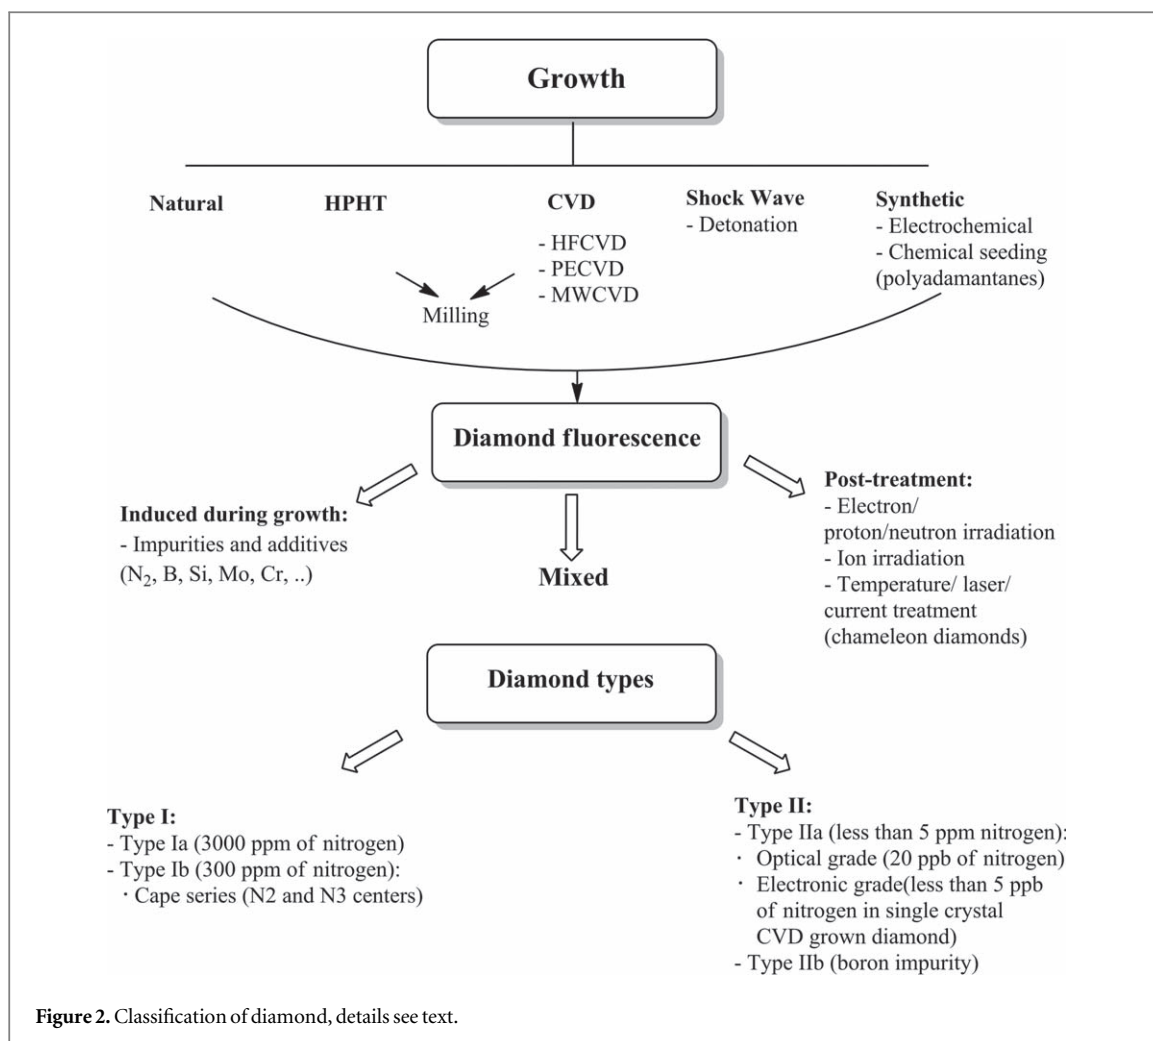 Growth
Natural
HPHT
CVD
- HFCVD
- PECVD
- MWCVD
Shock Wave
- Detonation
Synthetic
- Electrochemical
- Chemical seeding
(polyadamantanes)
Milling
Diamond fluorescence
Induced during growth:
- Impurities and additives
(N₂, B, Si, Mo, Cr, ..)
Mixed
Post-treatment:
- Electron/
proton/neutron irradiation
- Ion irradiation
- Temperature/ laser/
current treatment
(chameleon diamonds)
Diamond types
Type I:
- Type Ia (3000 ppm of nitrogen)
- Type Ib (300 ppm of nitrogen):
· Cape series (N2 and N3 centers)
Type II:
- Type IIa (less than 5 ppm nitrogen):
· Optical grade (20 ppb of nitrogen)
· Electronic grade(less than 5 ppb
of nitrogen in single crystal
CVD grown diamond)
- Type IIb (boron impurity)
Figure 2. Classification of diamond, details see text.